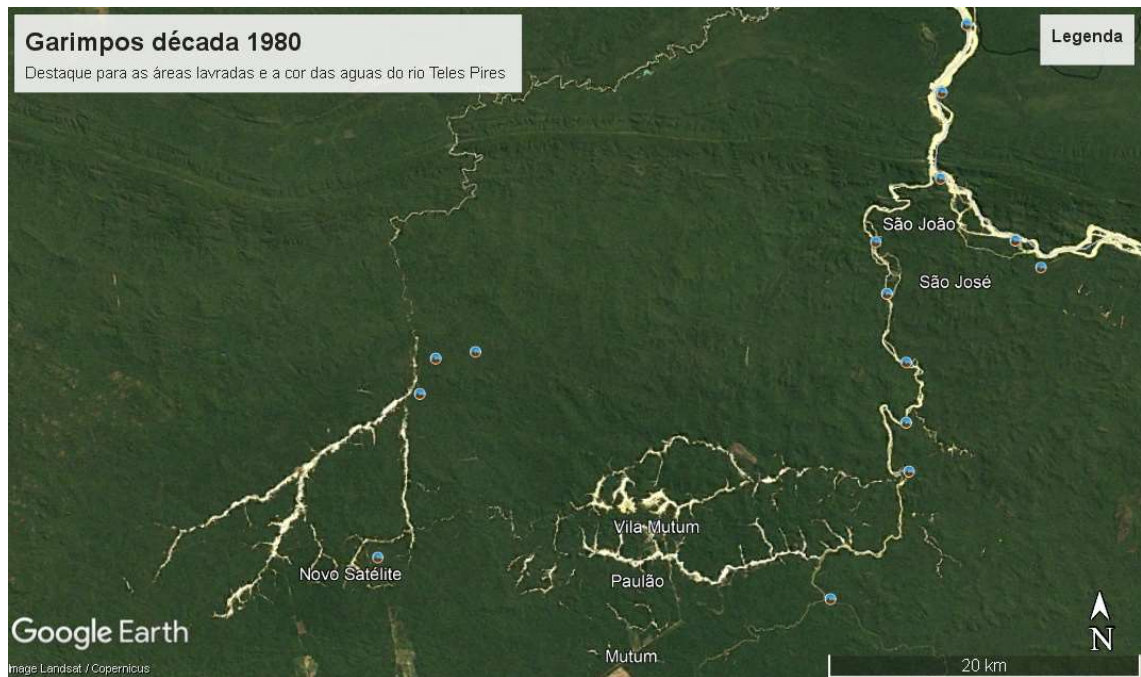 Garimpos década 1980
Destaque para as áreas lavradas e a cor das aguas do rio Teles Pires
Legenda
São João
São José
Vila Mutum
Novo Satélite
Paulão
Mutum
Google Earth
Image Landsat / Copernicus
N
20 km